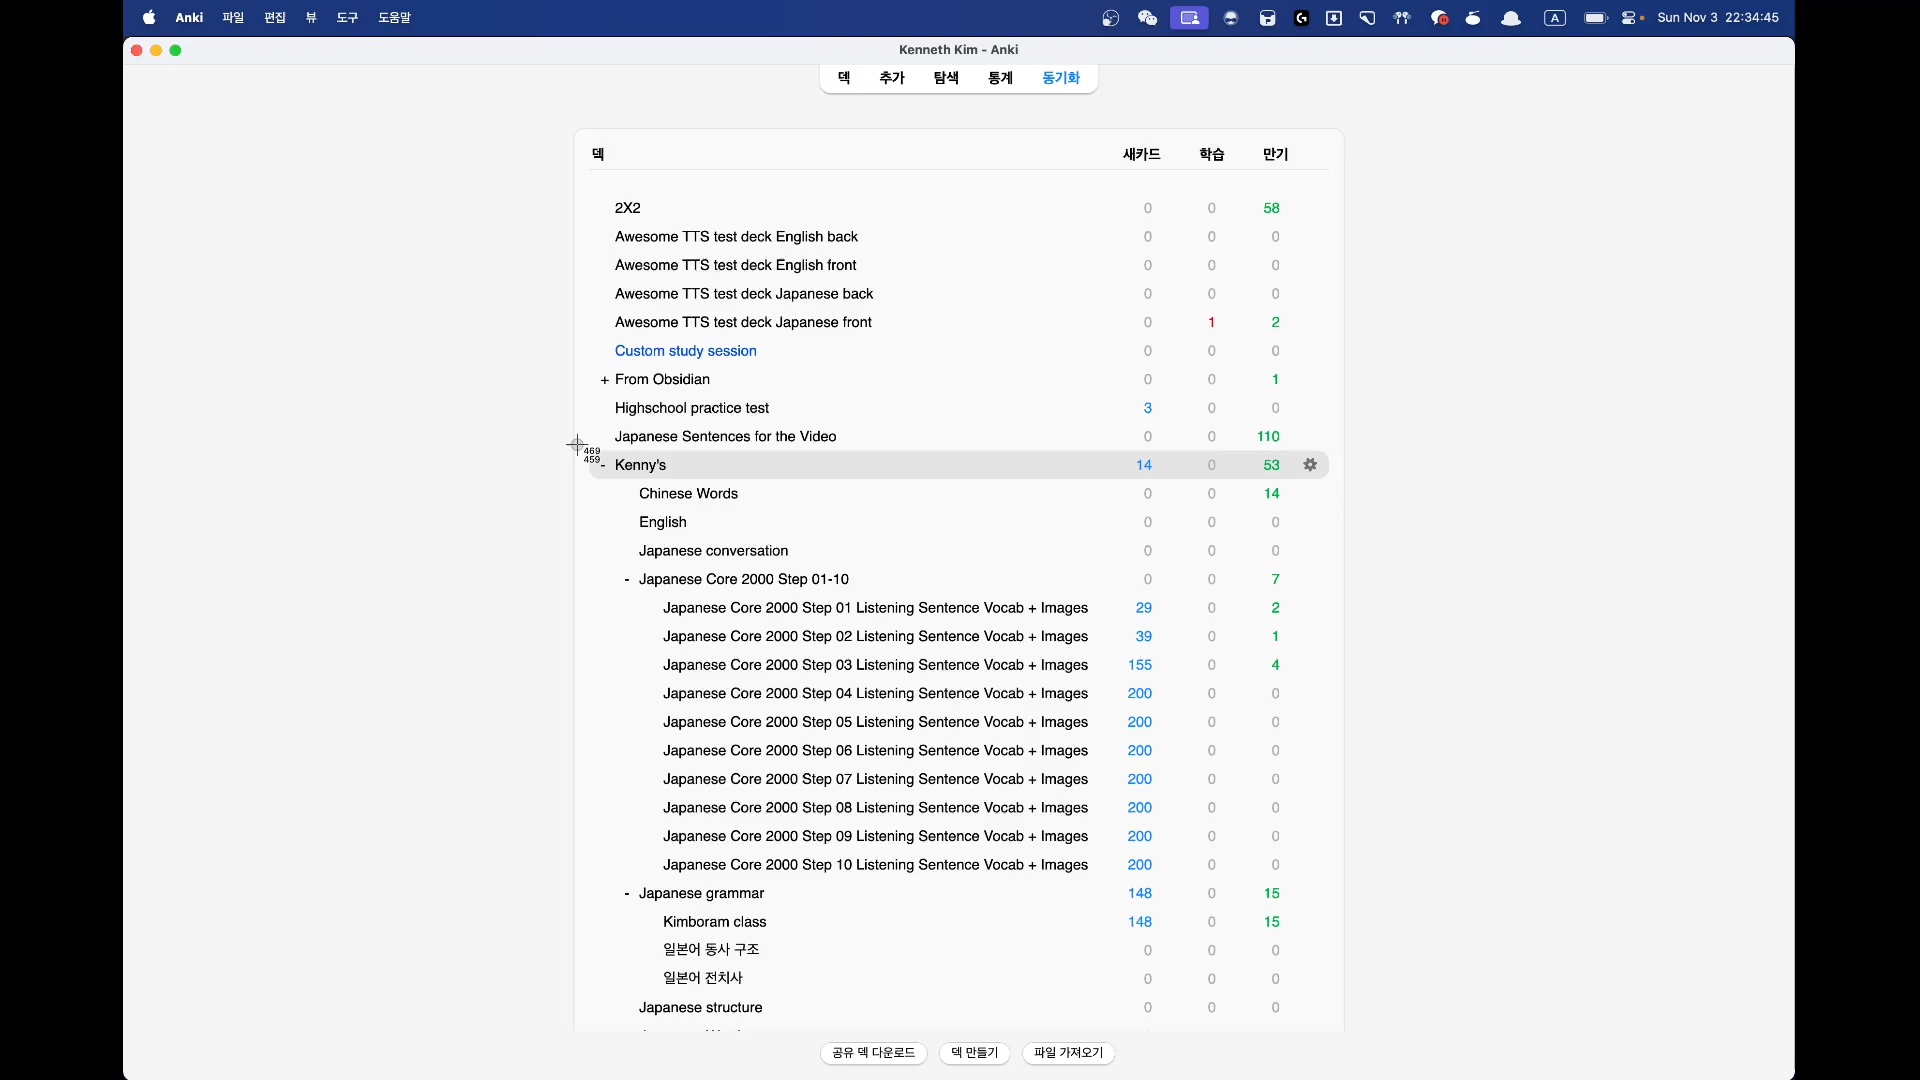 Anki 파일 편집 뷰 도구 도움말 A Sun Nov 3 22:34:45
Kenneth Kim - Anki
덱 추가 탐색 통계 동기화
덱 새카드 학습 만기
2X2 0 0 58
Awesome TTS test deck English back 0 0 0
Awesome TTS test deck English front 0 0 0
Awesome TTS test deck Japanese back 0 0 0
Awesome TTS test deck Japanese front 0 1 2
Custom study session 0 0 0
+ From Obsidian 0 0 1
Highschool practice test 3 0 0
Japanese Sentences for the Video 0 0 110
469
459
- Kenny's 14 0 53
Chinese Words 0 0 14
English 0 0 0
Japanese conversation 0 0 0
- Japanese Core 2000 Step 01-10 0 0 7
Japanese Core 2000 Step 01 Listening Sentence Vocab + Images 29 0 2
Japanese Core 2000 Step 02 Listening Sentence Vocab + Images 39 0 1
Japanese Core 2000 Step 03 Listening Sentence Vocab + Images 155 0 4
Japanese Core 2000 Step 04 Listening Sentence Vocab + Images 200 0 0
Japanese Core 2000 Step 05 Listening Sentence Vocab + Images 200 0 0
Japanese Core 2000 Step 06 Listening Sentence Vocab + Images 200 0 0
Japanese Core 2000 Step 07 Listening Sentence Vocab + Images 200 0 0
Japanese Core 2000 Step 08 Listening Sentence Vocab + Images 200 0 0
Japanese Core 2000 Step 09 Listening Sentence Vocab + Images 200 0 0
Japanese Core 2000 Step 10 Listening Sentence Vocab + Images 200 0 0
- Japanese grammar 148 0 15
Kimboram class 148 0 15
일본어 동사 구조 0 0 0
일본어 전치사 0 0 0
Japanese structure 0 0 0
공유 덱 다운로드 덱 만들기 파일 가져오기